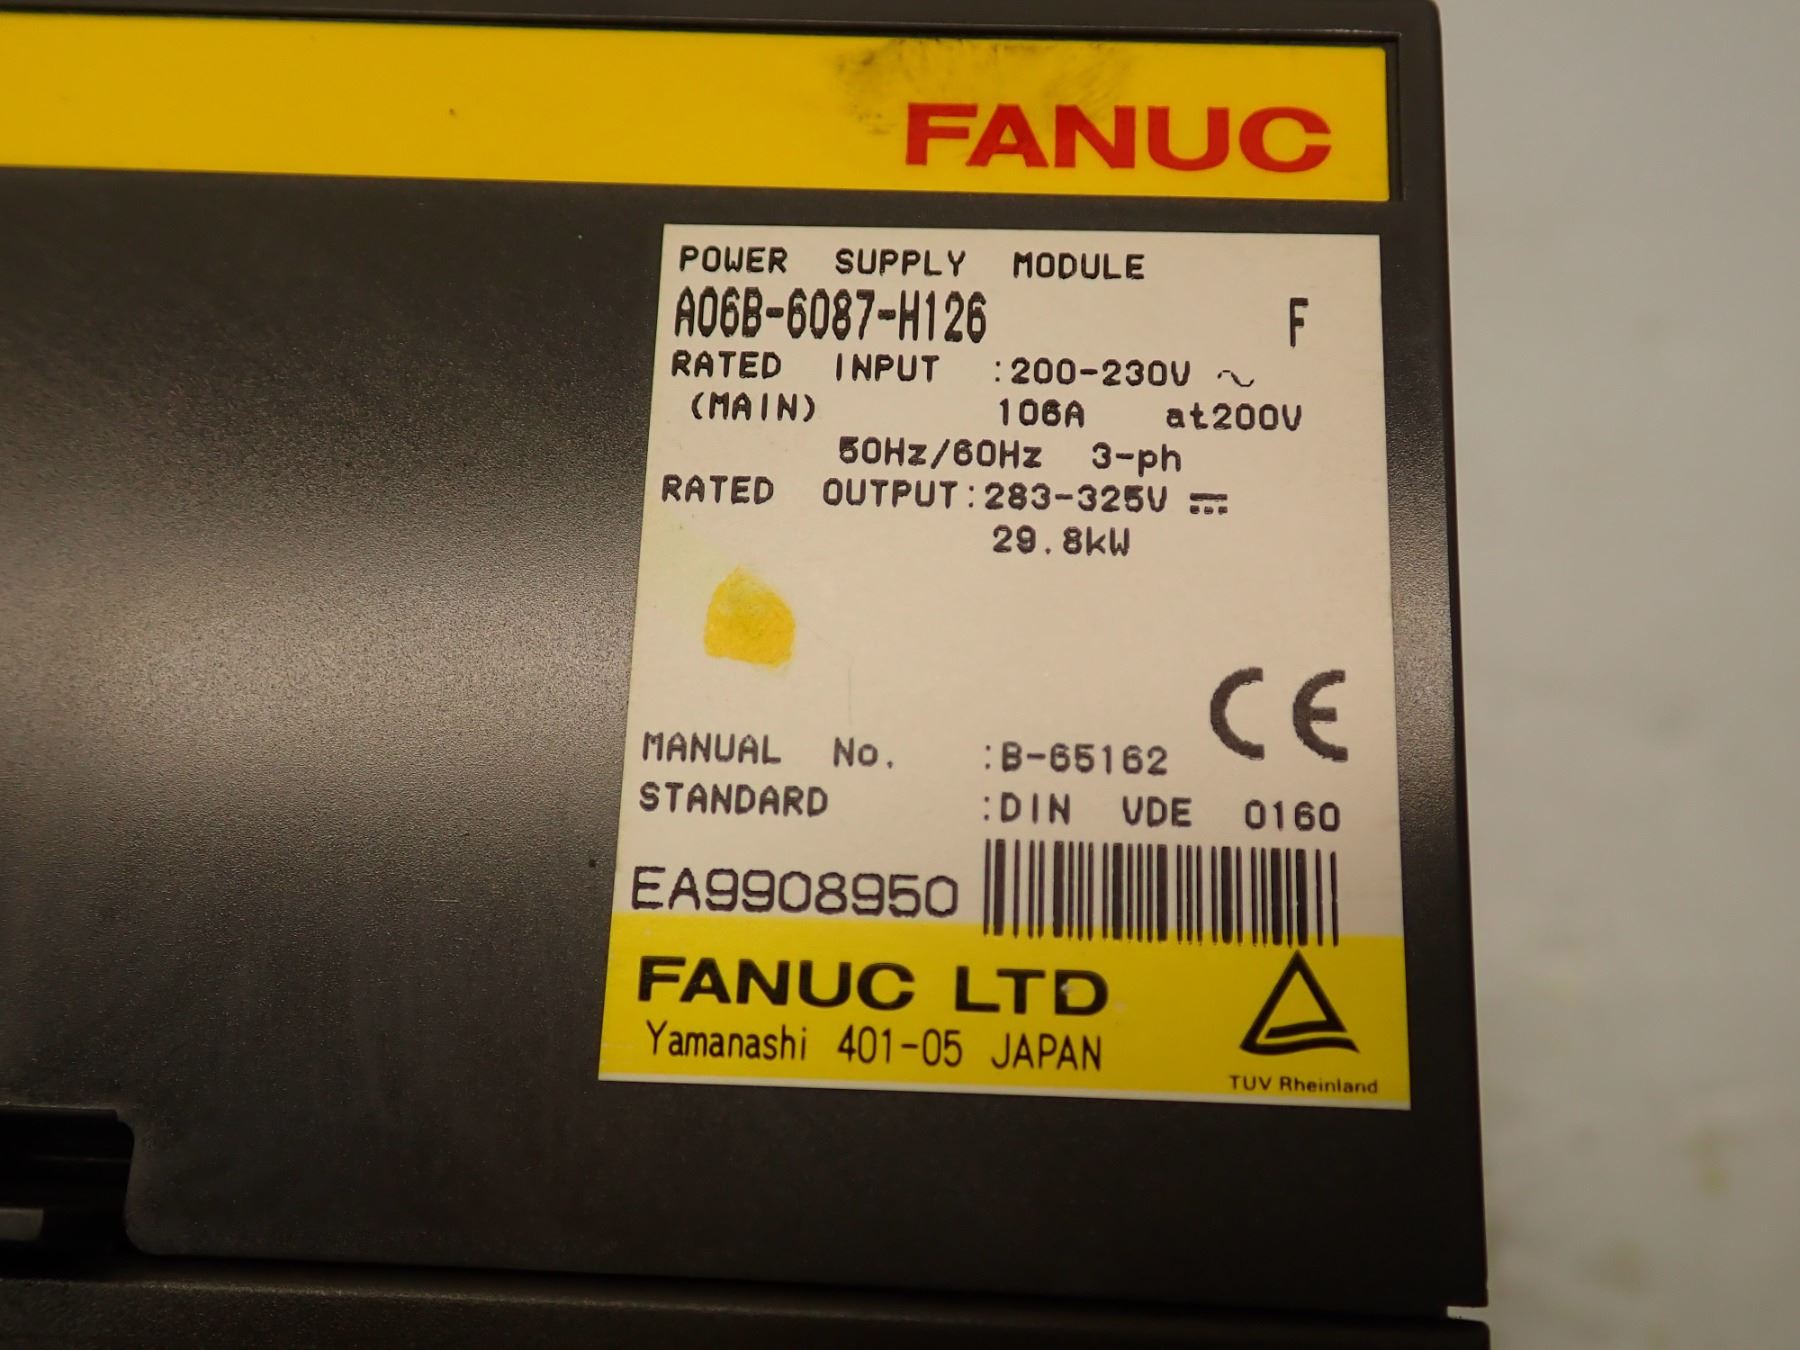 FANUC
POWER SUPPLY MODULE
A06B-6087-H126 F
RATED INPUT :200-230V ~
(MAIN) 106A at200V
50Hz/60Hz 3-ph
RATED OUTPUT:283-325V ⎓
29.8kW
CE
MANUAL No. :B-65162
STANDARD :DIN VDE 0160
EA9908950
FANUC LTD
Yamanashi 401-05 JAPAN
TUV Rheinland